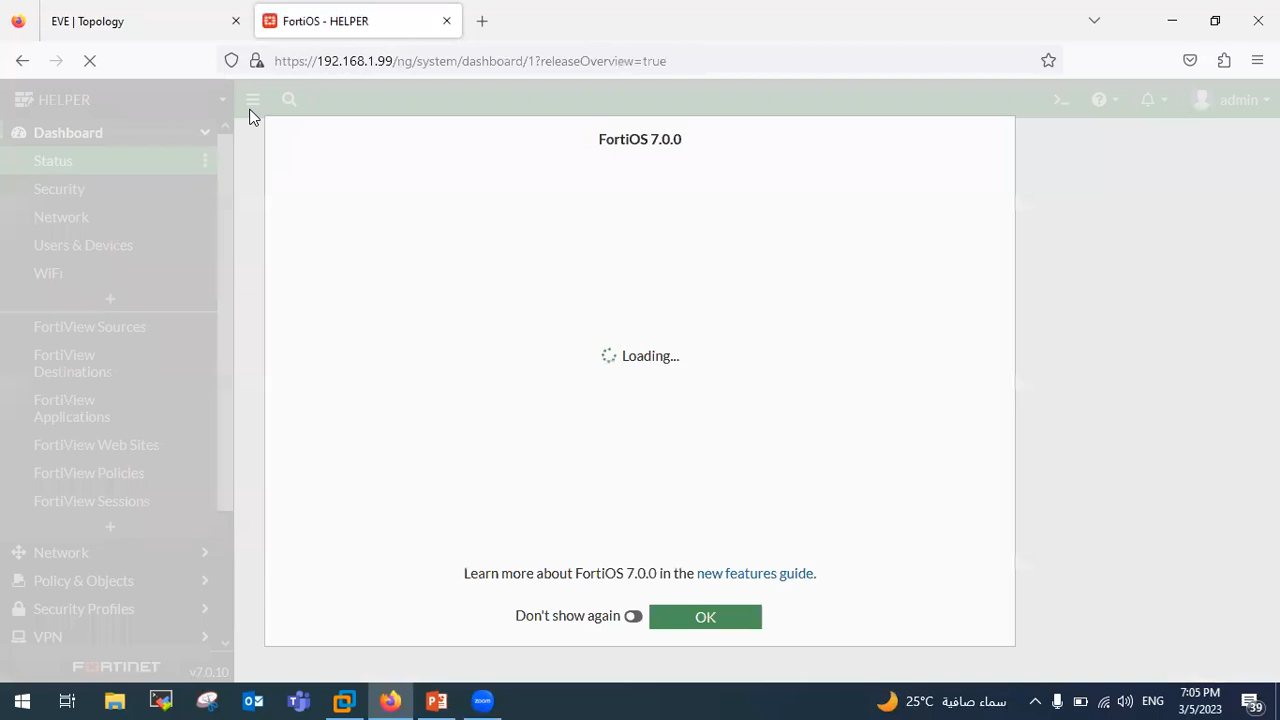 EVE | Topology
FortiOS - HELPER
https://192.168.1.99/ng/system/dashboard/1?releaseOverview=true
HELPER
admin
Dashboard
Status
Security
Network
Users & Devices
WiFi
+
FortiView Sources
FortiView
Destinations
FortiView
Applications
FortiView Web Sites
FortiView Policies
FortiView Sessions
+
Network
Policy & Objects
Security Profiles
VPN
FORTINET
v7.0.10
FortiOS 7.0.0
Loading...
Learn more about FortiOS 7.0.0 in the new features guide.
Don't show again
OK
25°C سماء صافية
ENG
7:05 PM
3/5/2023
39